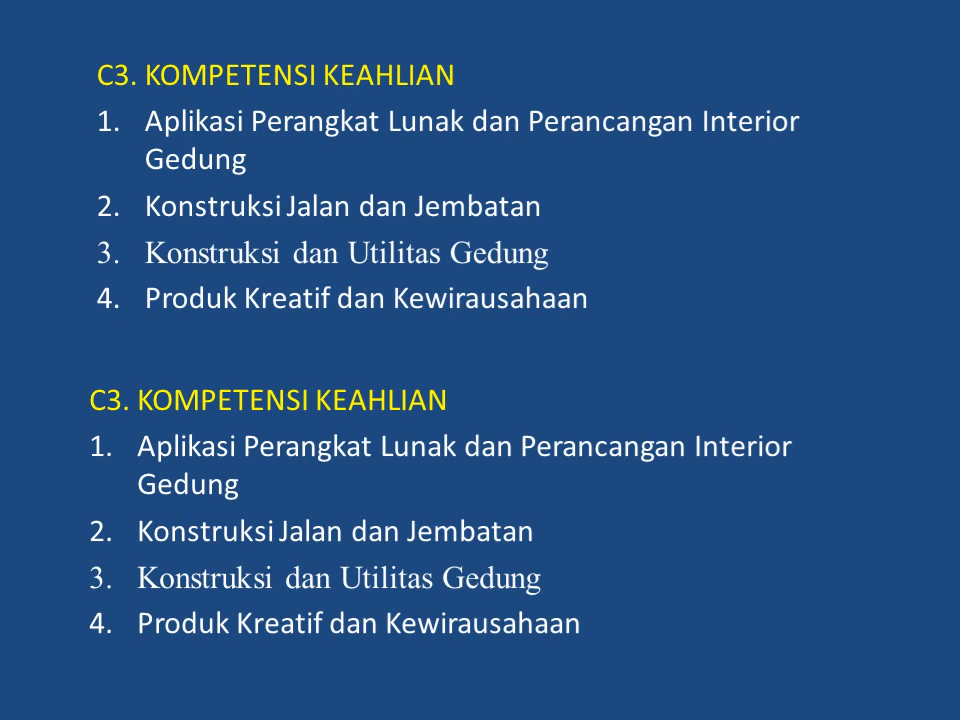 C3. KOMPETENSI KEAHLIAN
1. Aplikasi Perangkat Lunak dan Perancangan Interior
Gedung
2. Konstruksi Jalan dan Jembatan
3. Konstruksi dan Utilitas Gedung
4. Produk Kreatif dan Kewirausahaan
C3. KOMPETENSI KEAHLIAN
1. Aplikasi Perangkat Lunak dan Perancangan Interior
Gedung
2. Konstruksi Jalan dan Jembatan
3. Konstruksi dan Utilitas Gedung
4. Produk Kreatif dan Kewirausahaan